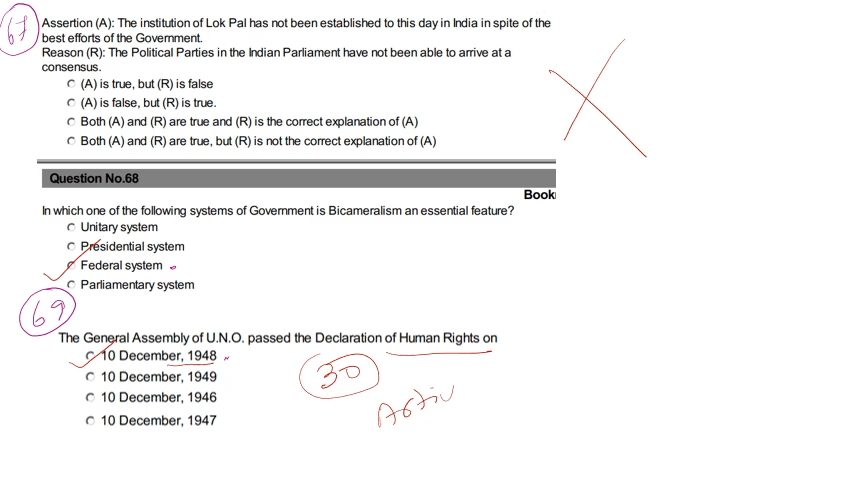 67
Assertion (A): The institution of Lok Pal has not been established to this day in India in spite of the
best efforts of the Government.
Reason (R): The Political Parties in the Indian Parliament have not been able to arrive at a
consensus.
(A) is true, but (R) is false
(A) is false, but (R) is true.
Both (A) and (R) are true and (R) is the correct explanation of (A)
Both (A) and (R) are true, but (R) is not the correct explanation of (A)
Question No.68
Book
In which one of the following systems of Government is Bicameralism an essential feature?
Unitary system
Presidential system
Federal system
Parliamentary system
69
The General Assembly of U.N.O. passed the Declaration of Human Rights on
10 December, 1948
10 December, 1949
10 December, 1946
10 December, 1947
30